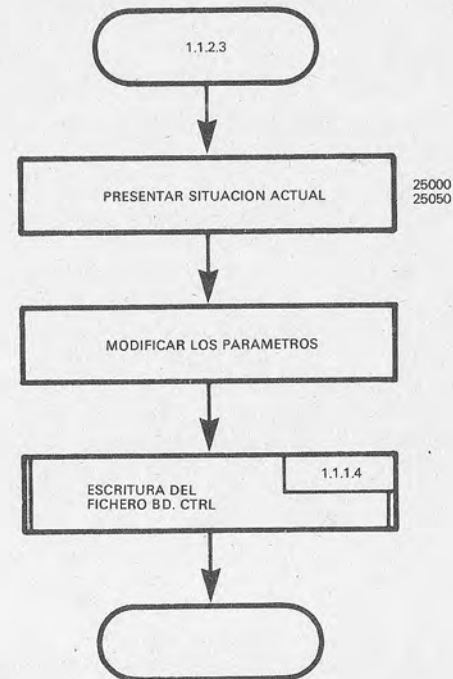 1.1.2.3
PRESENTAR SITUACION ACTUAL
25000
25050
MODIFICAR LOS PARAMETROS
1.1.1.4
ESCRITURA DEL
FICHERO BD. CTRL